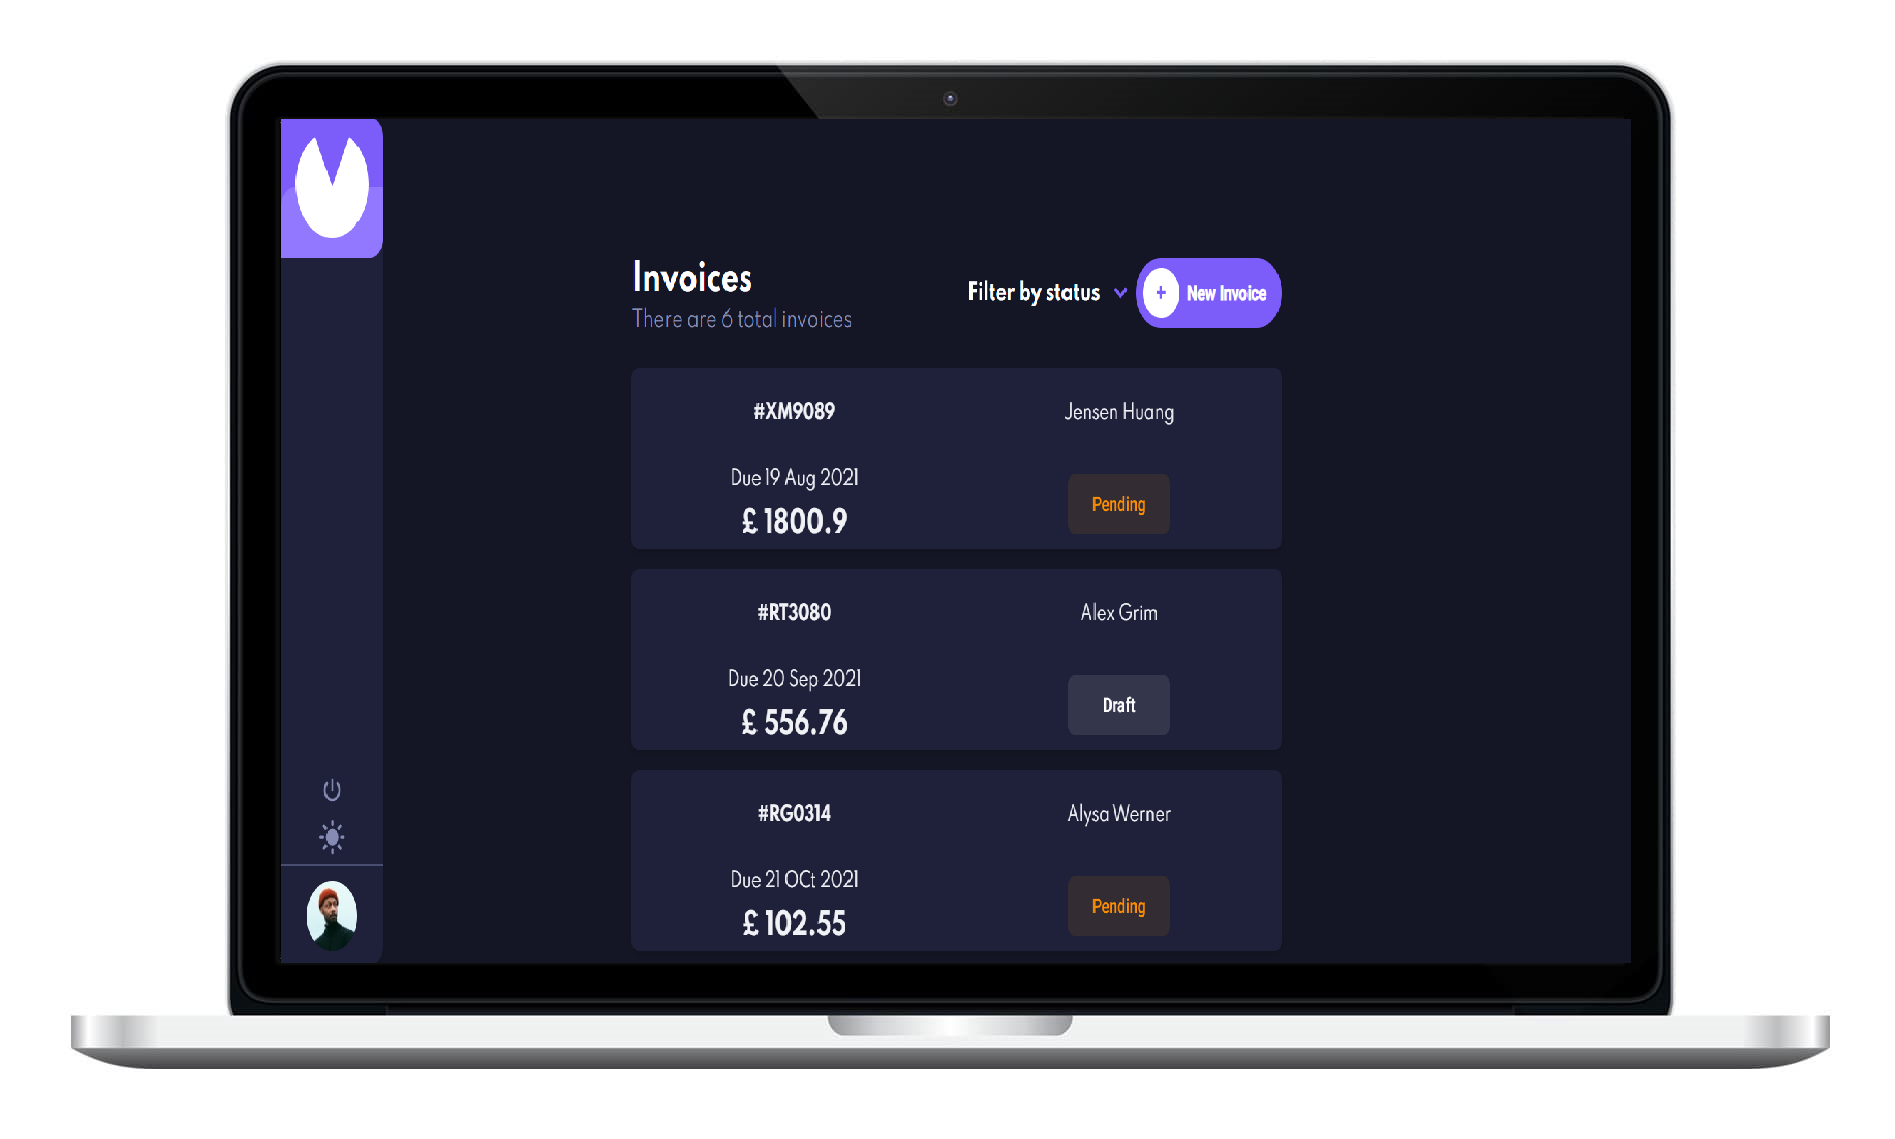 Invoices
There are 6 total invoices
Filter by status
+ New Invoice
#XM9089
Jensen Huang
Due 19 Aug 2021
£ 1800.9
Pending
#RT3080
Alex Grim
Due 20 Sep 2021
£ 556.76
Draft
#RG0314
Alysa Werner
Due 21 OCt 2021
£ 102.55
Pending